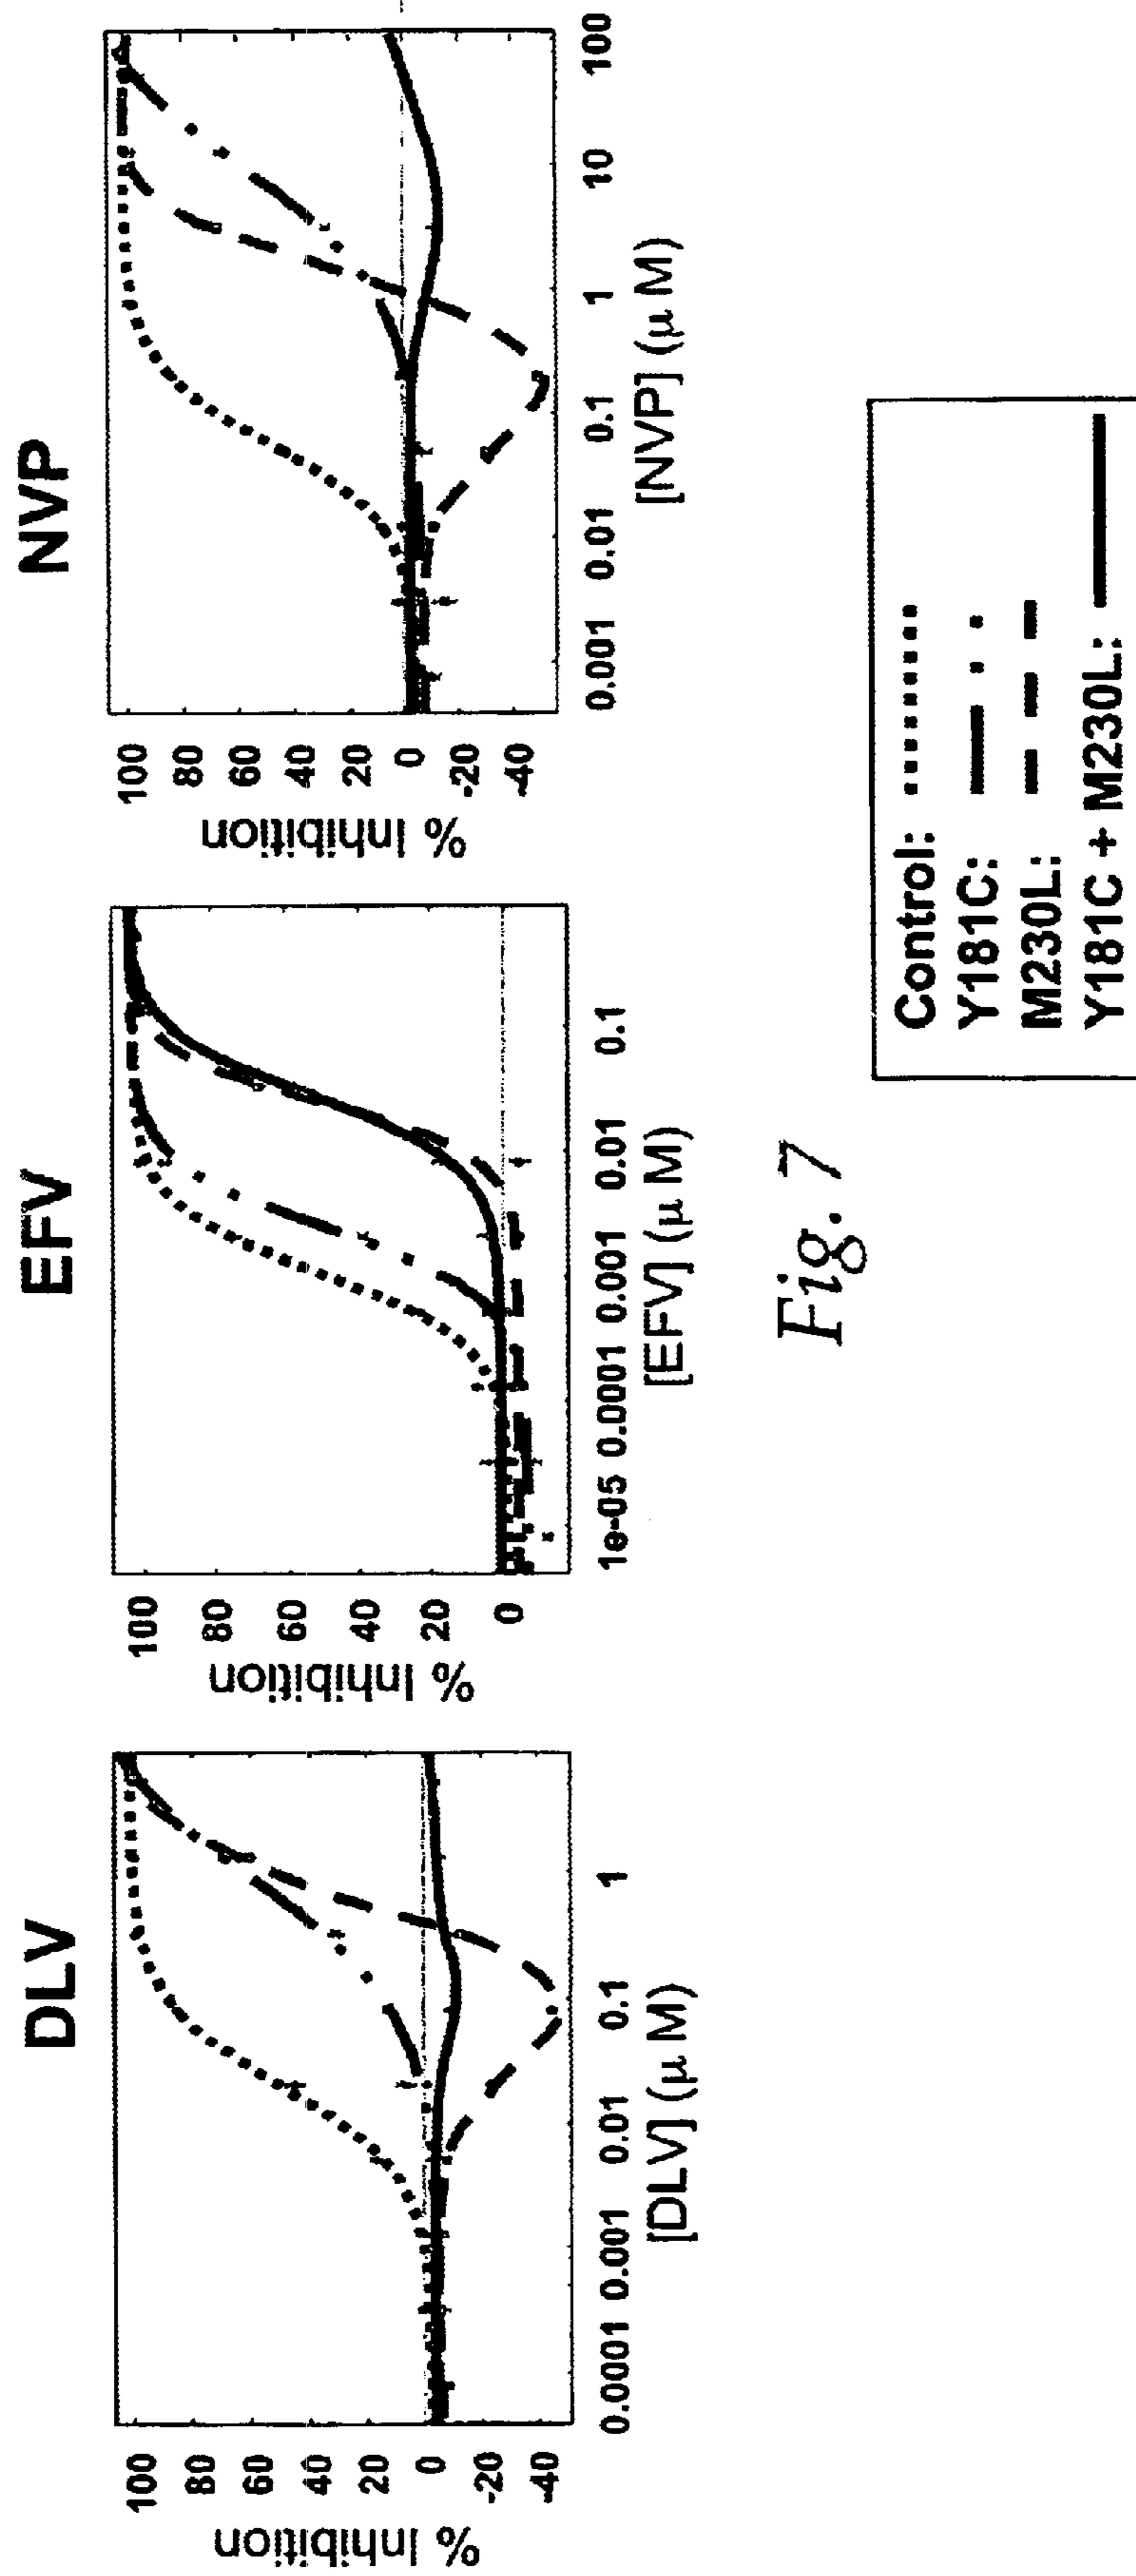 DLV
% Inhibition
100
80
60
40
20
0
-20
-40
0.0001 0.001 0.01 0.1 1
[DLV] (μ M)
EFV
% Inhibition
100
80
60
40
20
0
1e-05 0.0001 0.001 0.01 0.1
[EFV] (μ M)
NVP
% Inhibition
100
80
60
40
20
0
-20
-40
0.001 0.01 0.1 1 10 100
[NVP] (μ M)
Fig. 7
Control:
Y181C:
M230L:
Y181C + M230L: